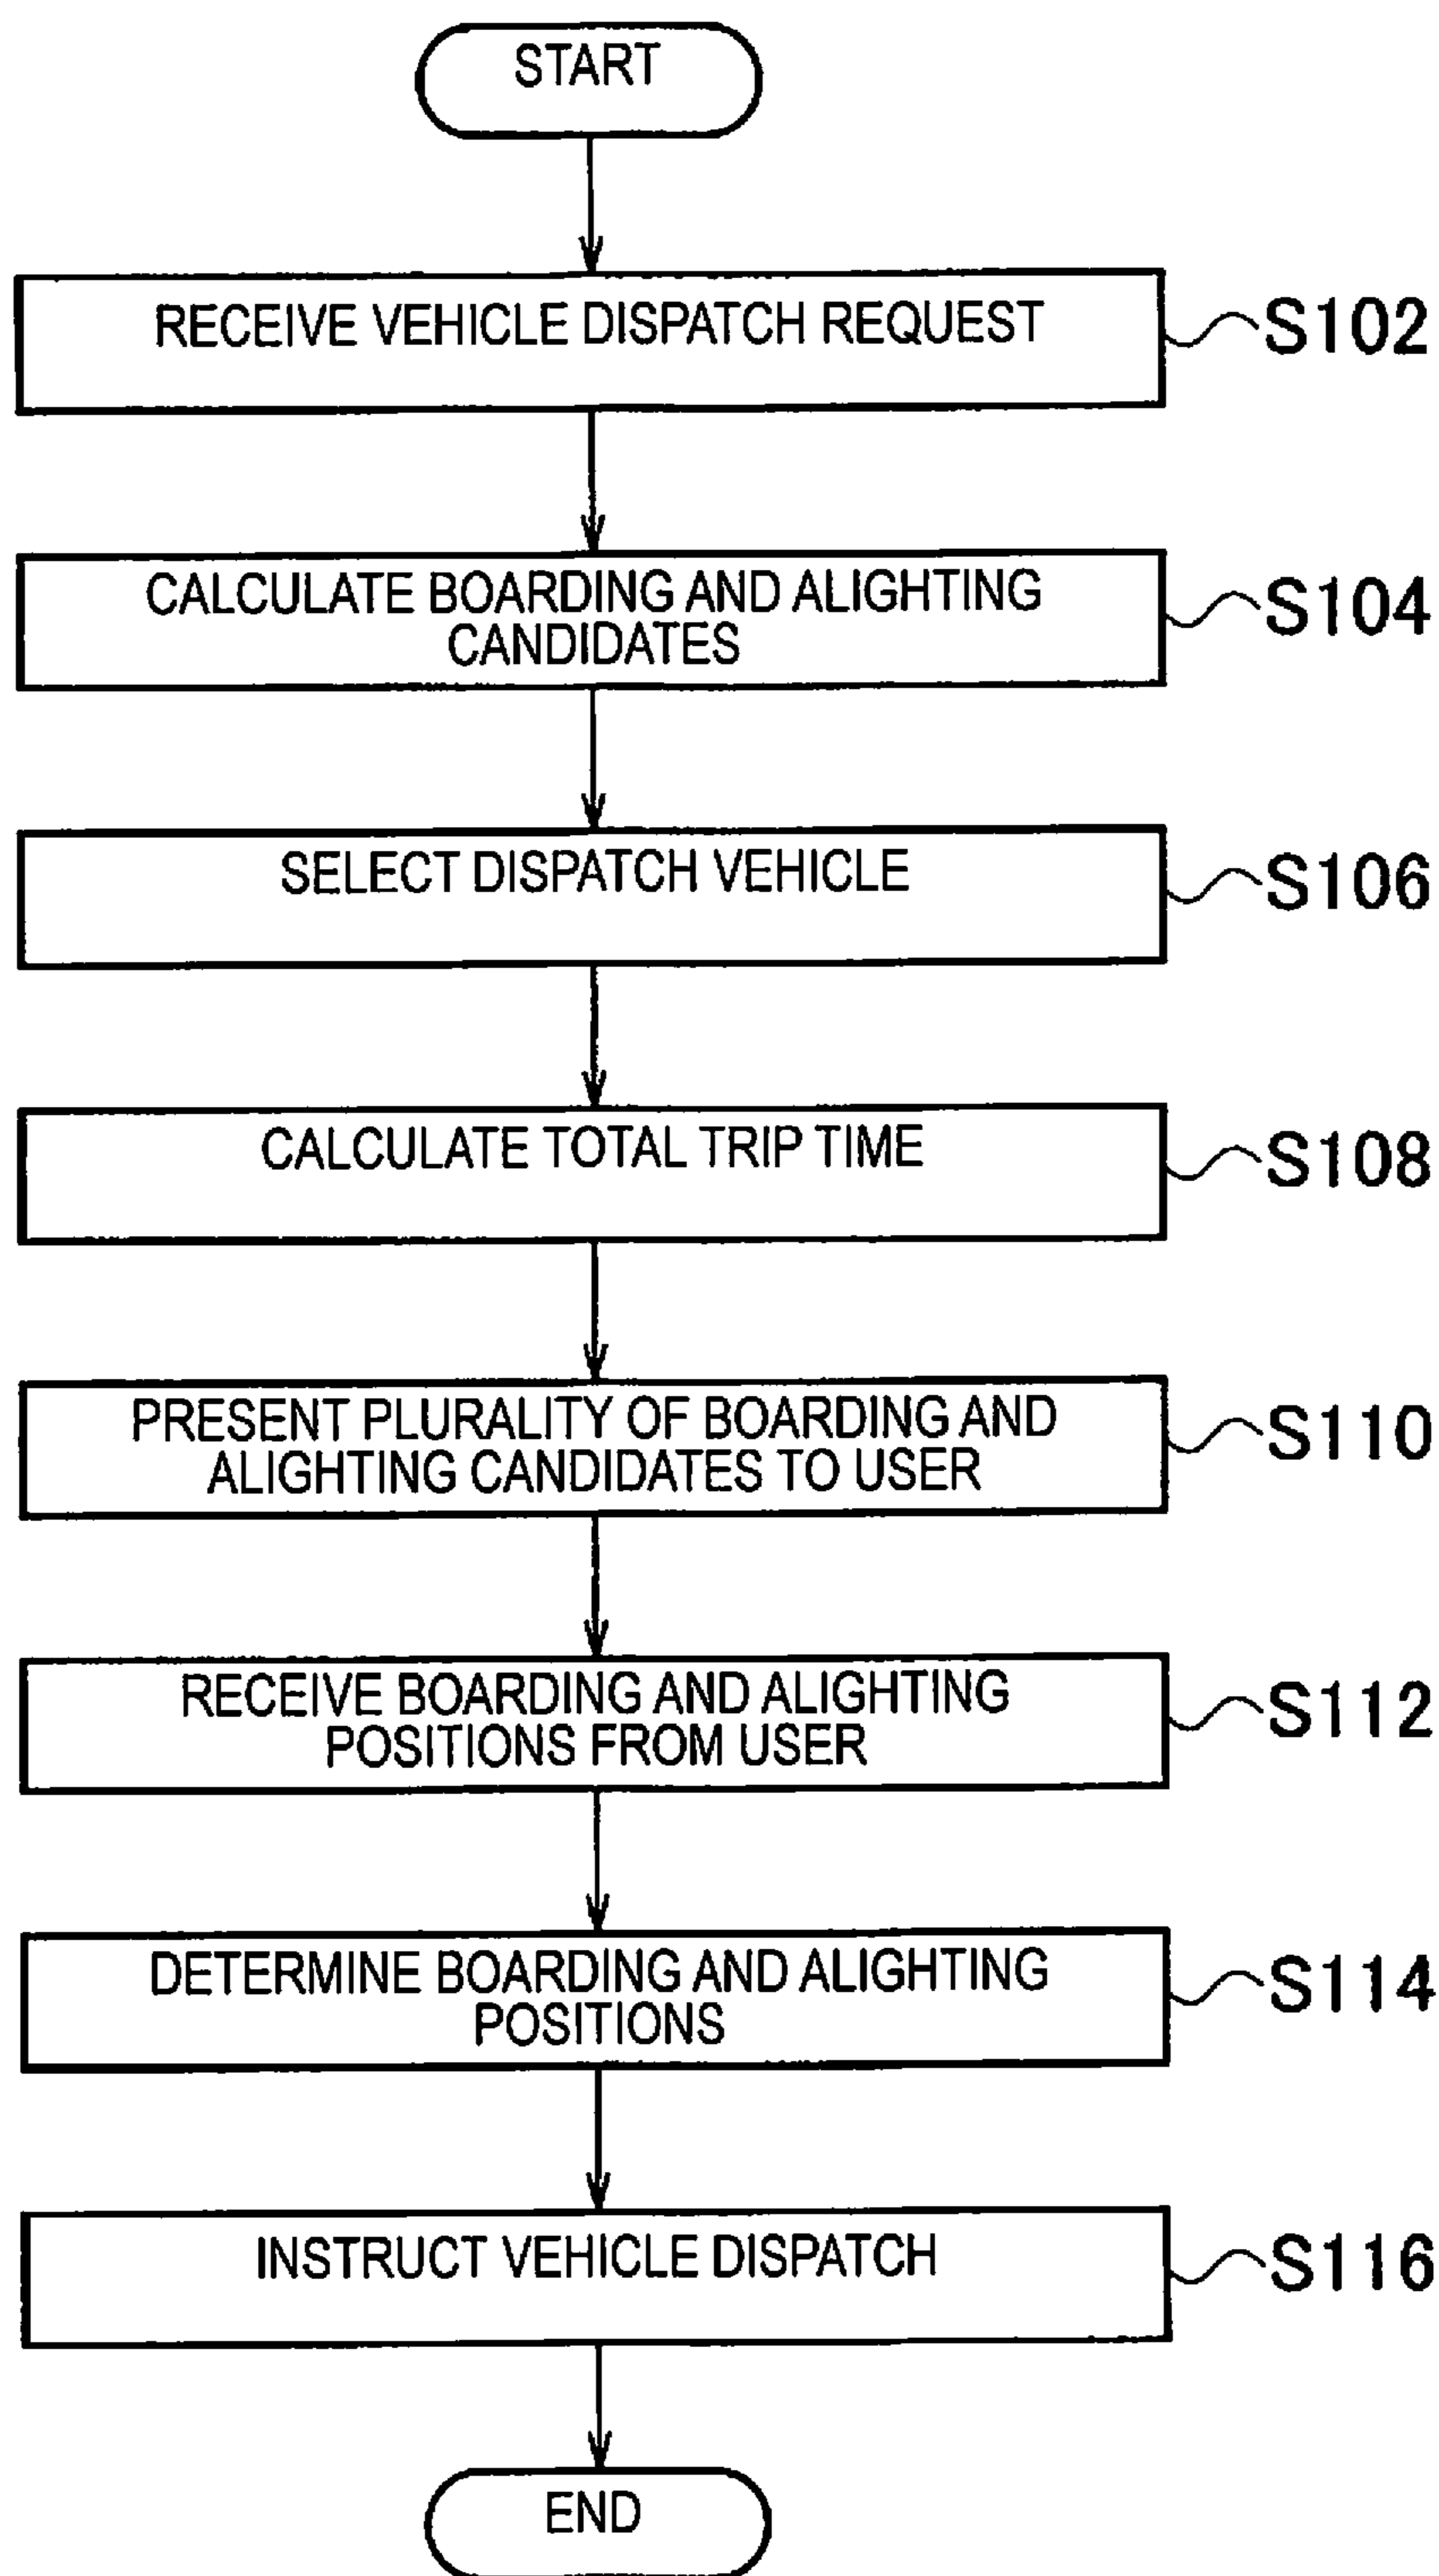 START
RECEIVE VEHICLE DISPATCH REQUEST
S102
CALCULATE BOARDING AND ALIGHTING
CANDIDATES
S104
SELECT DISPATCH VEHICLE
S106
CALCULATE TOTAL TRIP TIME
S108
PRESENT PLURALITY OF BOARDING AND
ALIGHTING CANDIDATES TO USER
S110
RECEIVE BOARDING AND ALIGHTING
POSITIONS FROM USER
S112
DETERMINE BOARDING AND ALIGHTING
POSITIONS
S114
INSTRUCT VEHICLE DISPATCH
S116
END